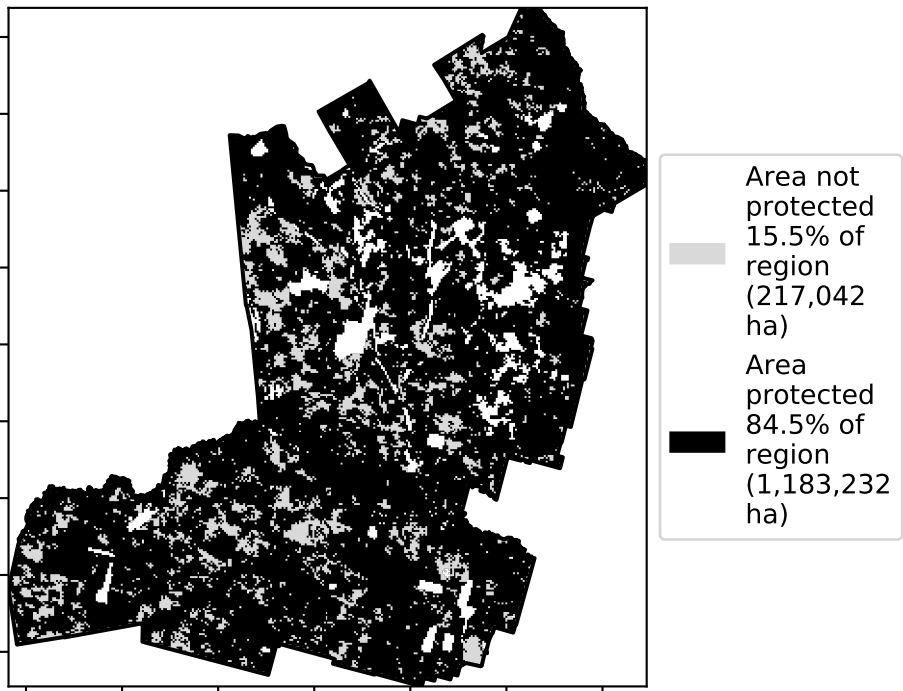 Area not
protected
15.5% of
region
(217,042
ha)
Area
protected
84.5% of
region
(1,183,232
ha)